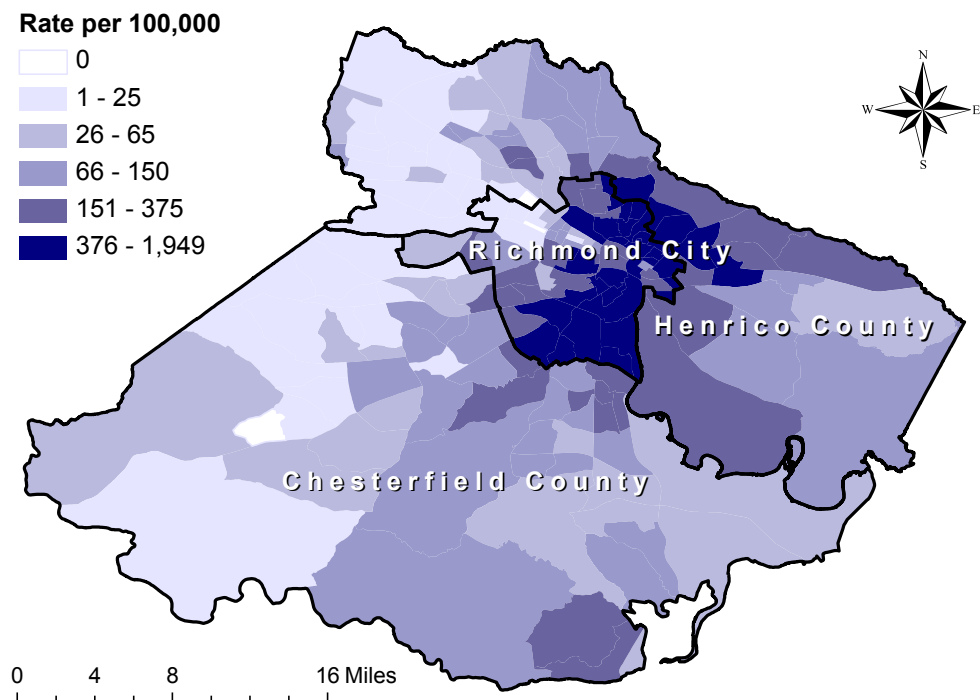 Rate per 100,000
0
1 - 25
26 - 65
66 - 150
151 - 375
376 - 1,949
N
W E
S
Richmond City
Henrico County
Chesterfield County
0 4 8 16 Miles